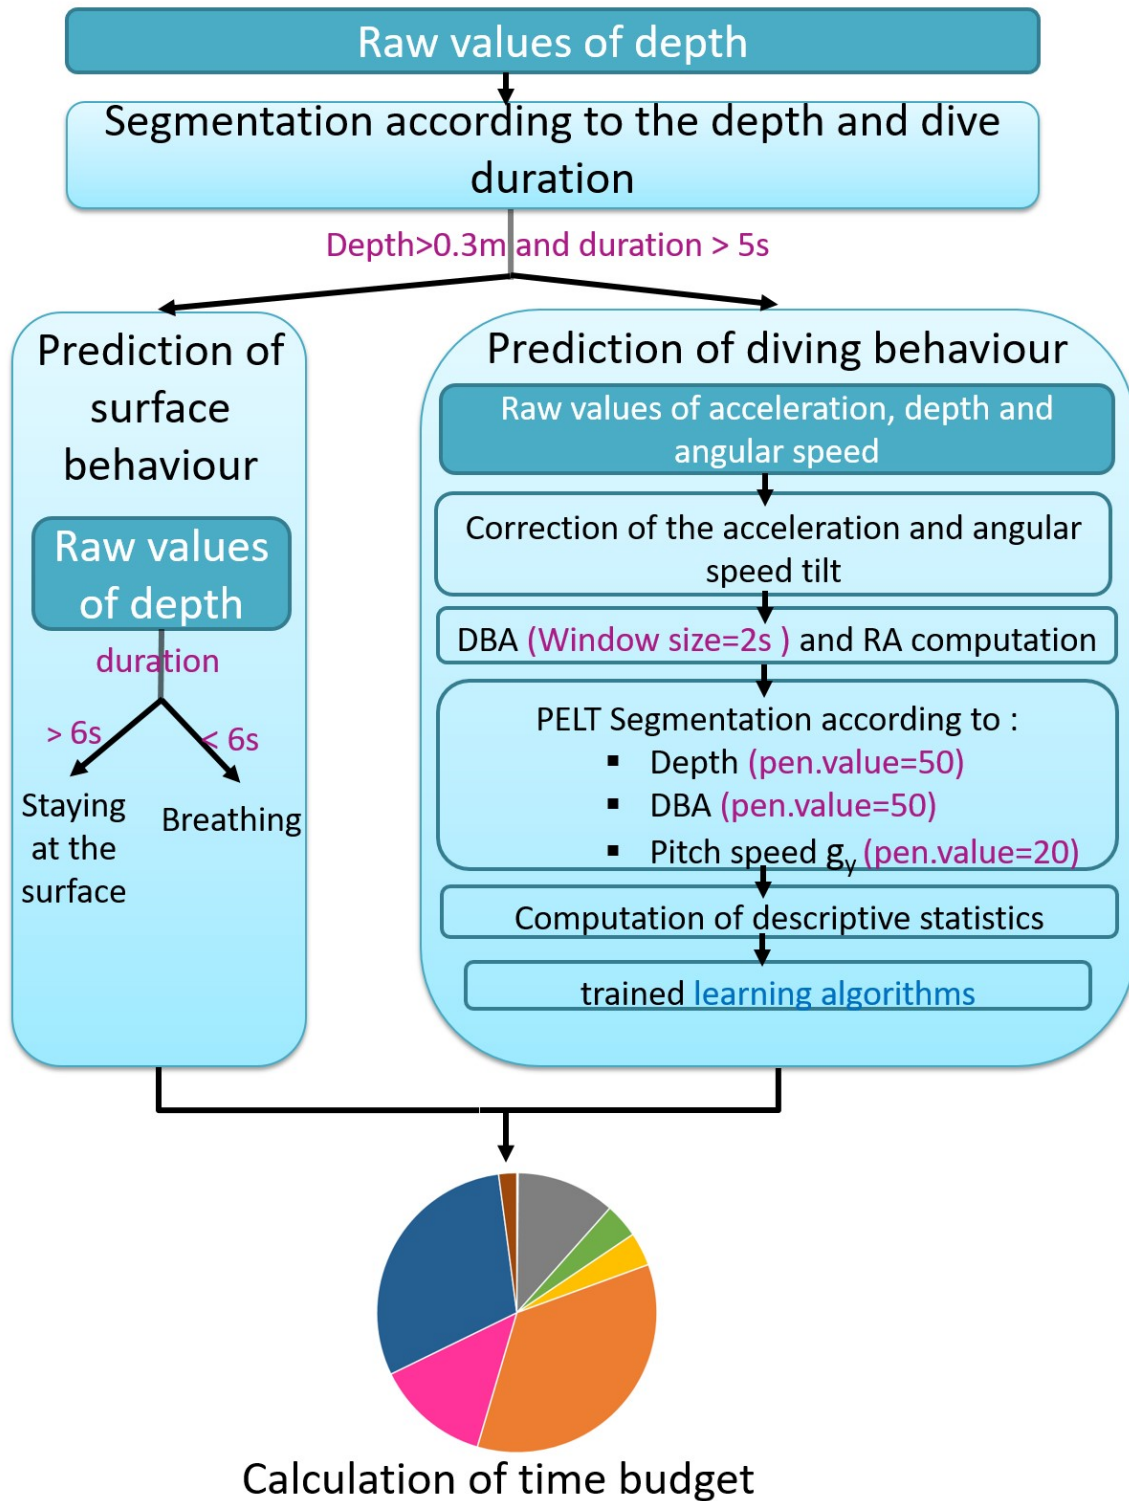 Raw values of depth
Segmentation according to the depth and dive
duration
Depth>0.3m and duration > 5s
Prediction of
surface
behaviour
Raw values
of depth
duration
> 6s
< 6s
Staying
at the
surface
Breathing
Prediction of diving behaviour
Raw values of acceleration, depth and
angular speed
Correction of the acceleration and angular
speed tilt
DBA (Window size=2s ) and RA computation
PELT Segmentation according to :
▪ Depth (pen.value=50)
▪ DBA (pen.value=50)
▪ Pitch speed gy (pen.value=20)
Computation of descriptive statistics
trained learning algorithms
Calculation of time budget